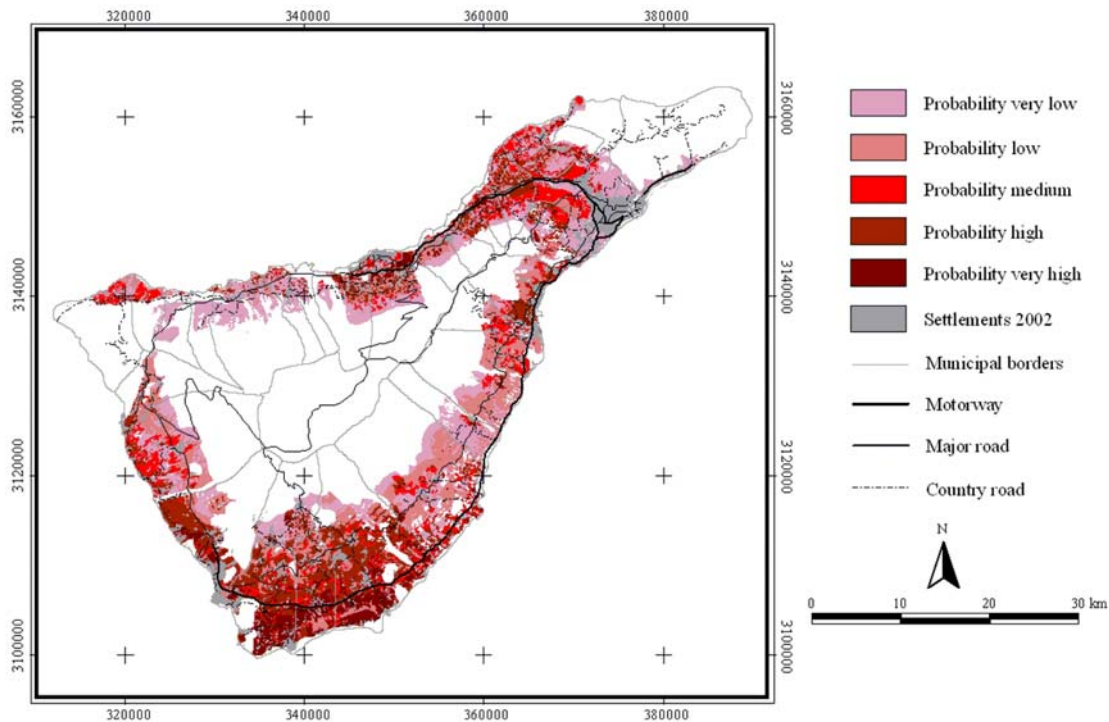 320000 340000 360000 380000
3160000 3160000
3140000 3140000
3120000 3120000
3100000 3100000
320000 340000 360000 380000
Probability very low
Probability low
Probability medium
Probability high
Probability very high
Settlements 2002
Municipal borders
Motorway
Major road
Country road
N
0 10 20 30 km